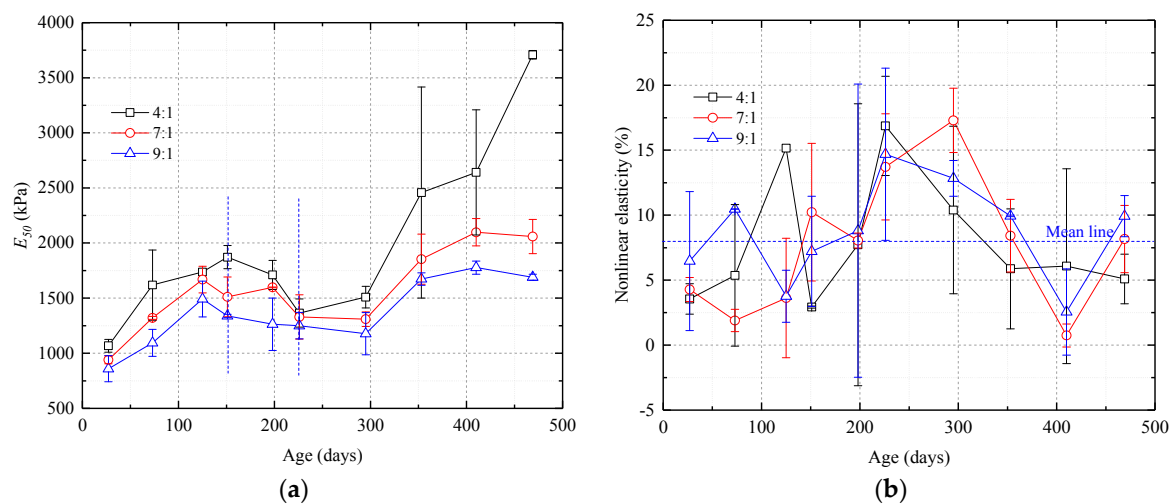 4000
3500
3000
2500
2000
1500
1000
500
E50 (kPa)
4:1
7:1
9:1
0 100 200 300 400 500
Age (days)
(a)
25
20
15
10
5
0
-5
Nonlinear elasticity (%)
4:1
7:1
9:1
Mean line
0 100 200 300 400 500
Age (days)
(b)